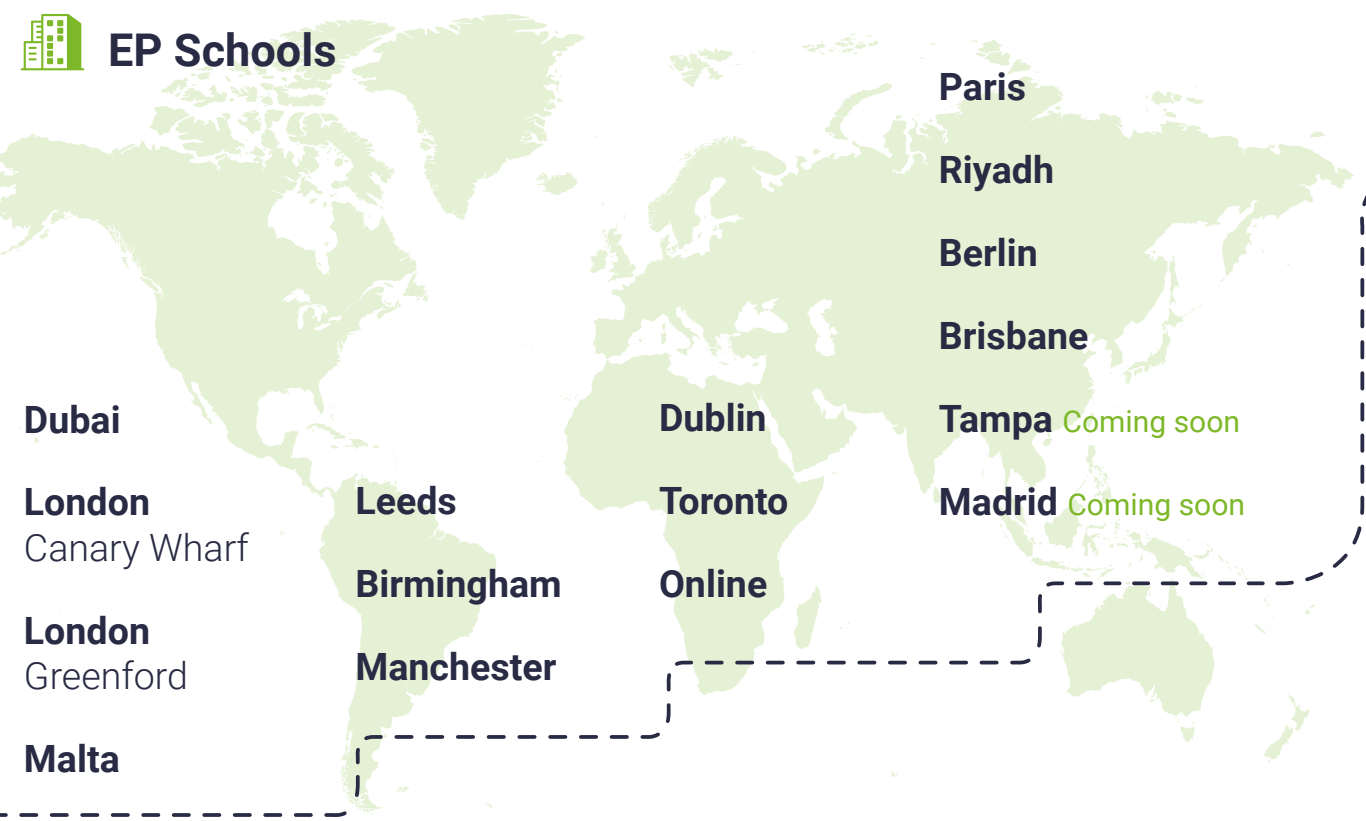 EP Schools
Dubai
London
Canary Wharf
London
Greenford
Malta
Leeds
Birmingham
Manchester
Dublin
Toronto
Online
Paris
Riyadh
Berlin
Brisbane
Tampa Coming soon
Madrid Coming soon